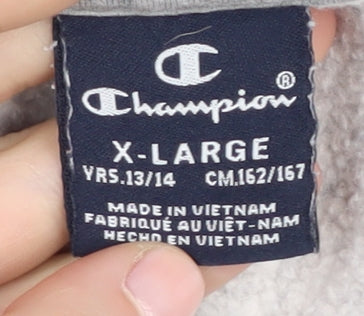 Champion®
X-LARGE
YRS.13/14 CM.162/167
MADE IN VIETNAM
FABRIQUÉ AU VIÊT-NAM
HECHO EN VIETNAM